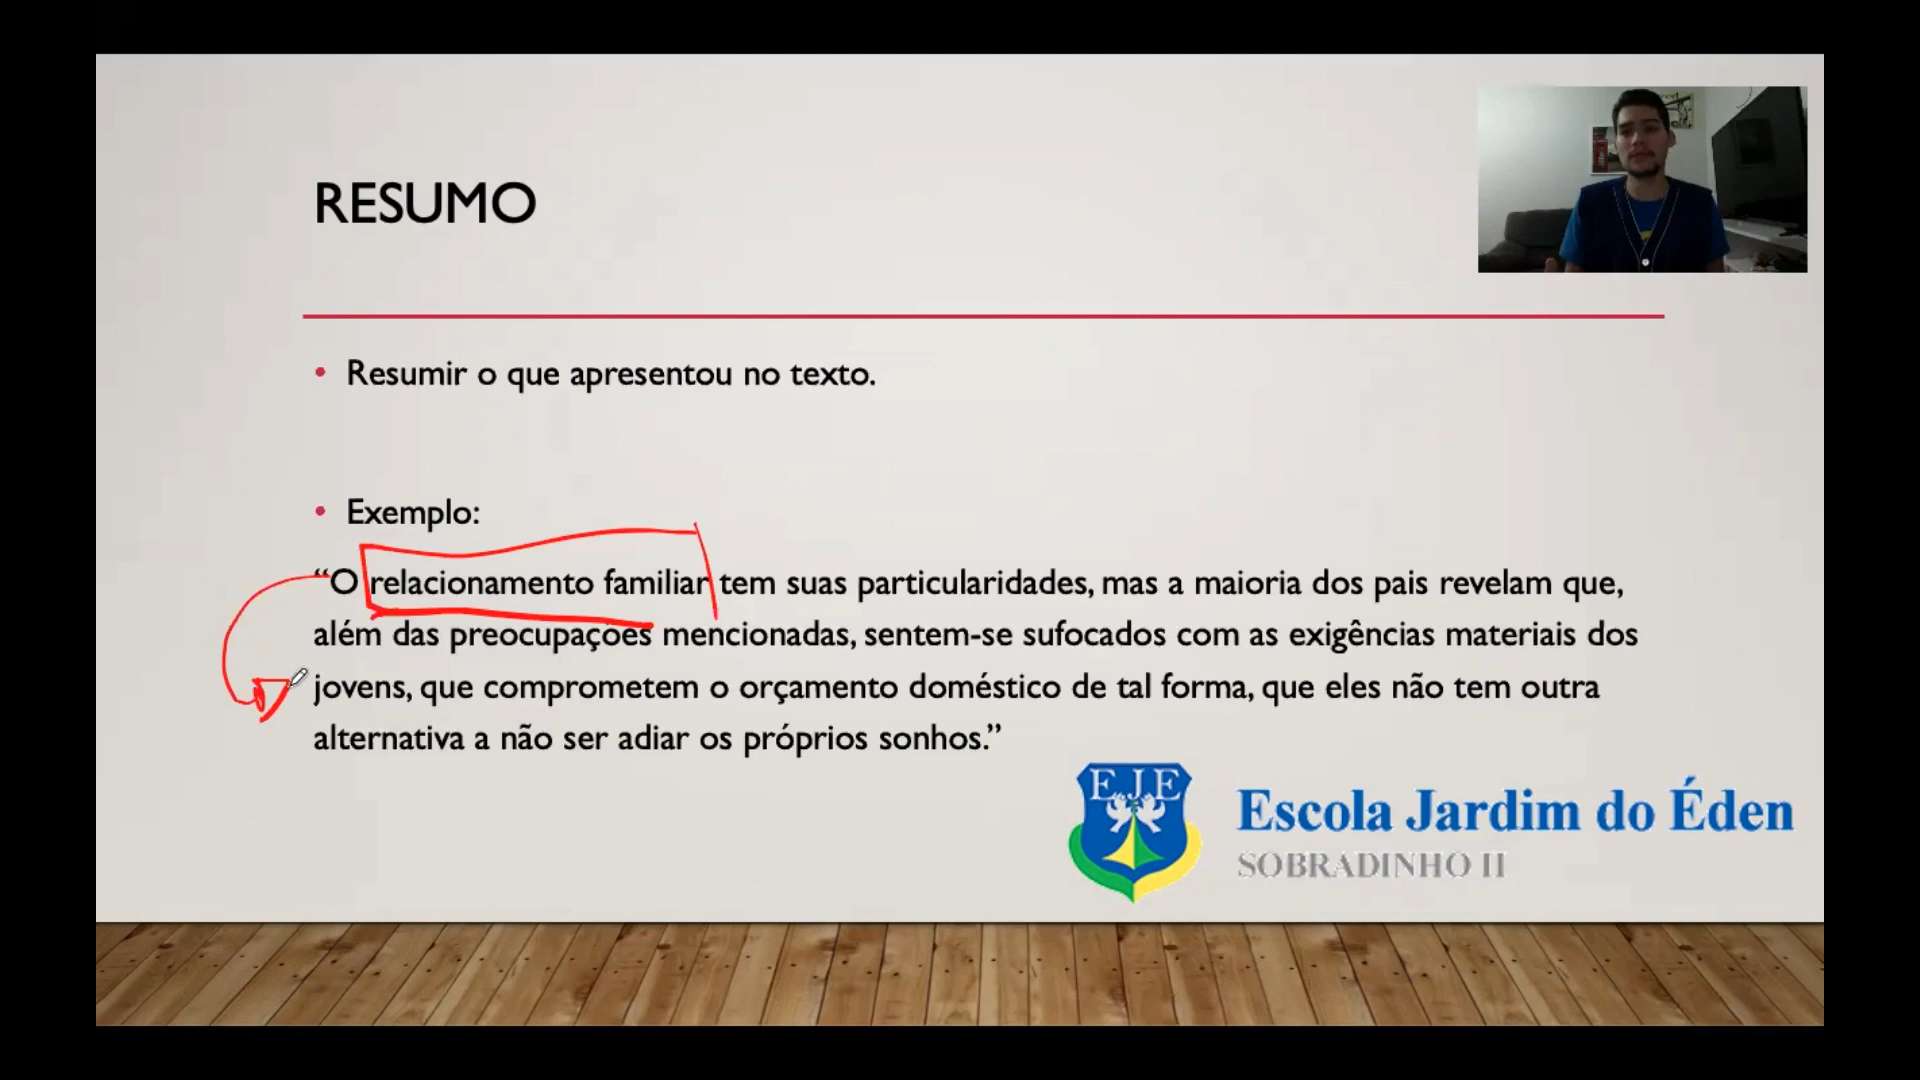 RESUMO
• Resumir o que apresentou no texto.
• Exemplo:
“O relacionamento familiar tem suas particularidades, mas a maioria dos pais revelam que,
além das preocupações mencionadas, sentem-se sufocados com as exigências materiais dos
jovens, que comprometem o orçamento doméstico de tal forma, que eles não tem outra
alternativa a não ser adiar os próprios sonhos.”
EJE
Escola Jardim do Éden
SOBRADINHO II